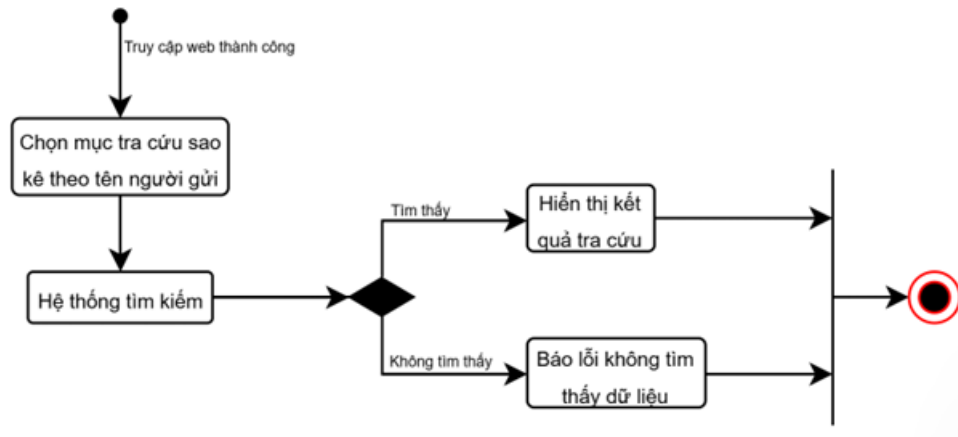 Truy cập web thành công
Chọn mục tra cứu sao
kê theo tên người gửi
Hệ thống tìm kiếm
Tìm thấy
Hiển thị kết
quả tra cứu
Không tìm thấy
Báo lỗi không tìm
thấy dữ liệu